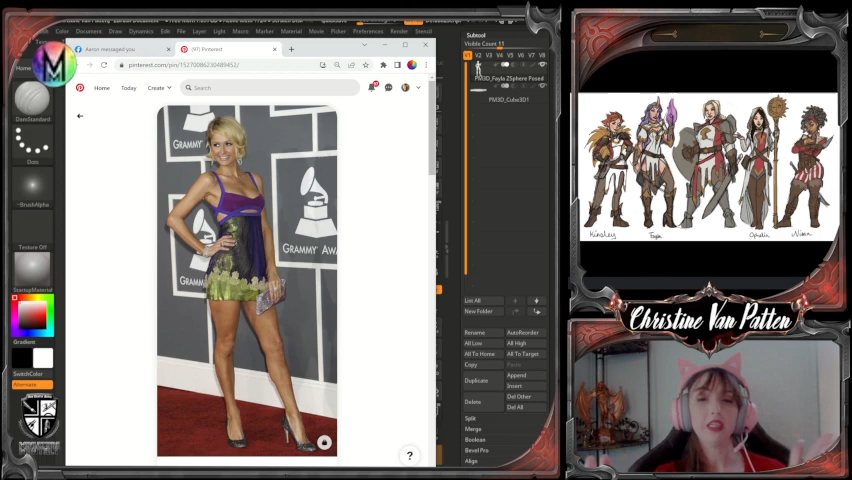 Color Document Draw Dynamics Edit File Layer Light Macro Marker Material Movie Picker Preferences Render
Subtool
Visible Count 11
V1 V2 V3 V4 V5 V6 V7 V8
Aaron messaged you
(97) Pinterest
pinterest.com/pin/15270086230489452/
Home
Home Today Create
Search
PM3D_Fayla ZSphere Posed
PM3D_Cube3D1
DamStandard
Dots
~BrushAlpha
Texture Off
StartupMaterial
Gradient
SwitchColor
Alternate
GRAMMY
GRAMMY AWA
List All
New Folder
Rename AutoReorder
All Low All High
All To Home All To Target
Copy Paste
Duplicate Append
Insert
Delete Del Other
Del All
Split
Merge
Boolean
Bevel Pro
Align
?
Kinsley Fayla Ophelia Nissa
Christine Van Patten